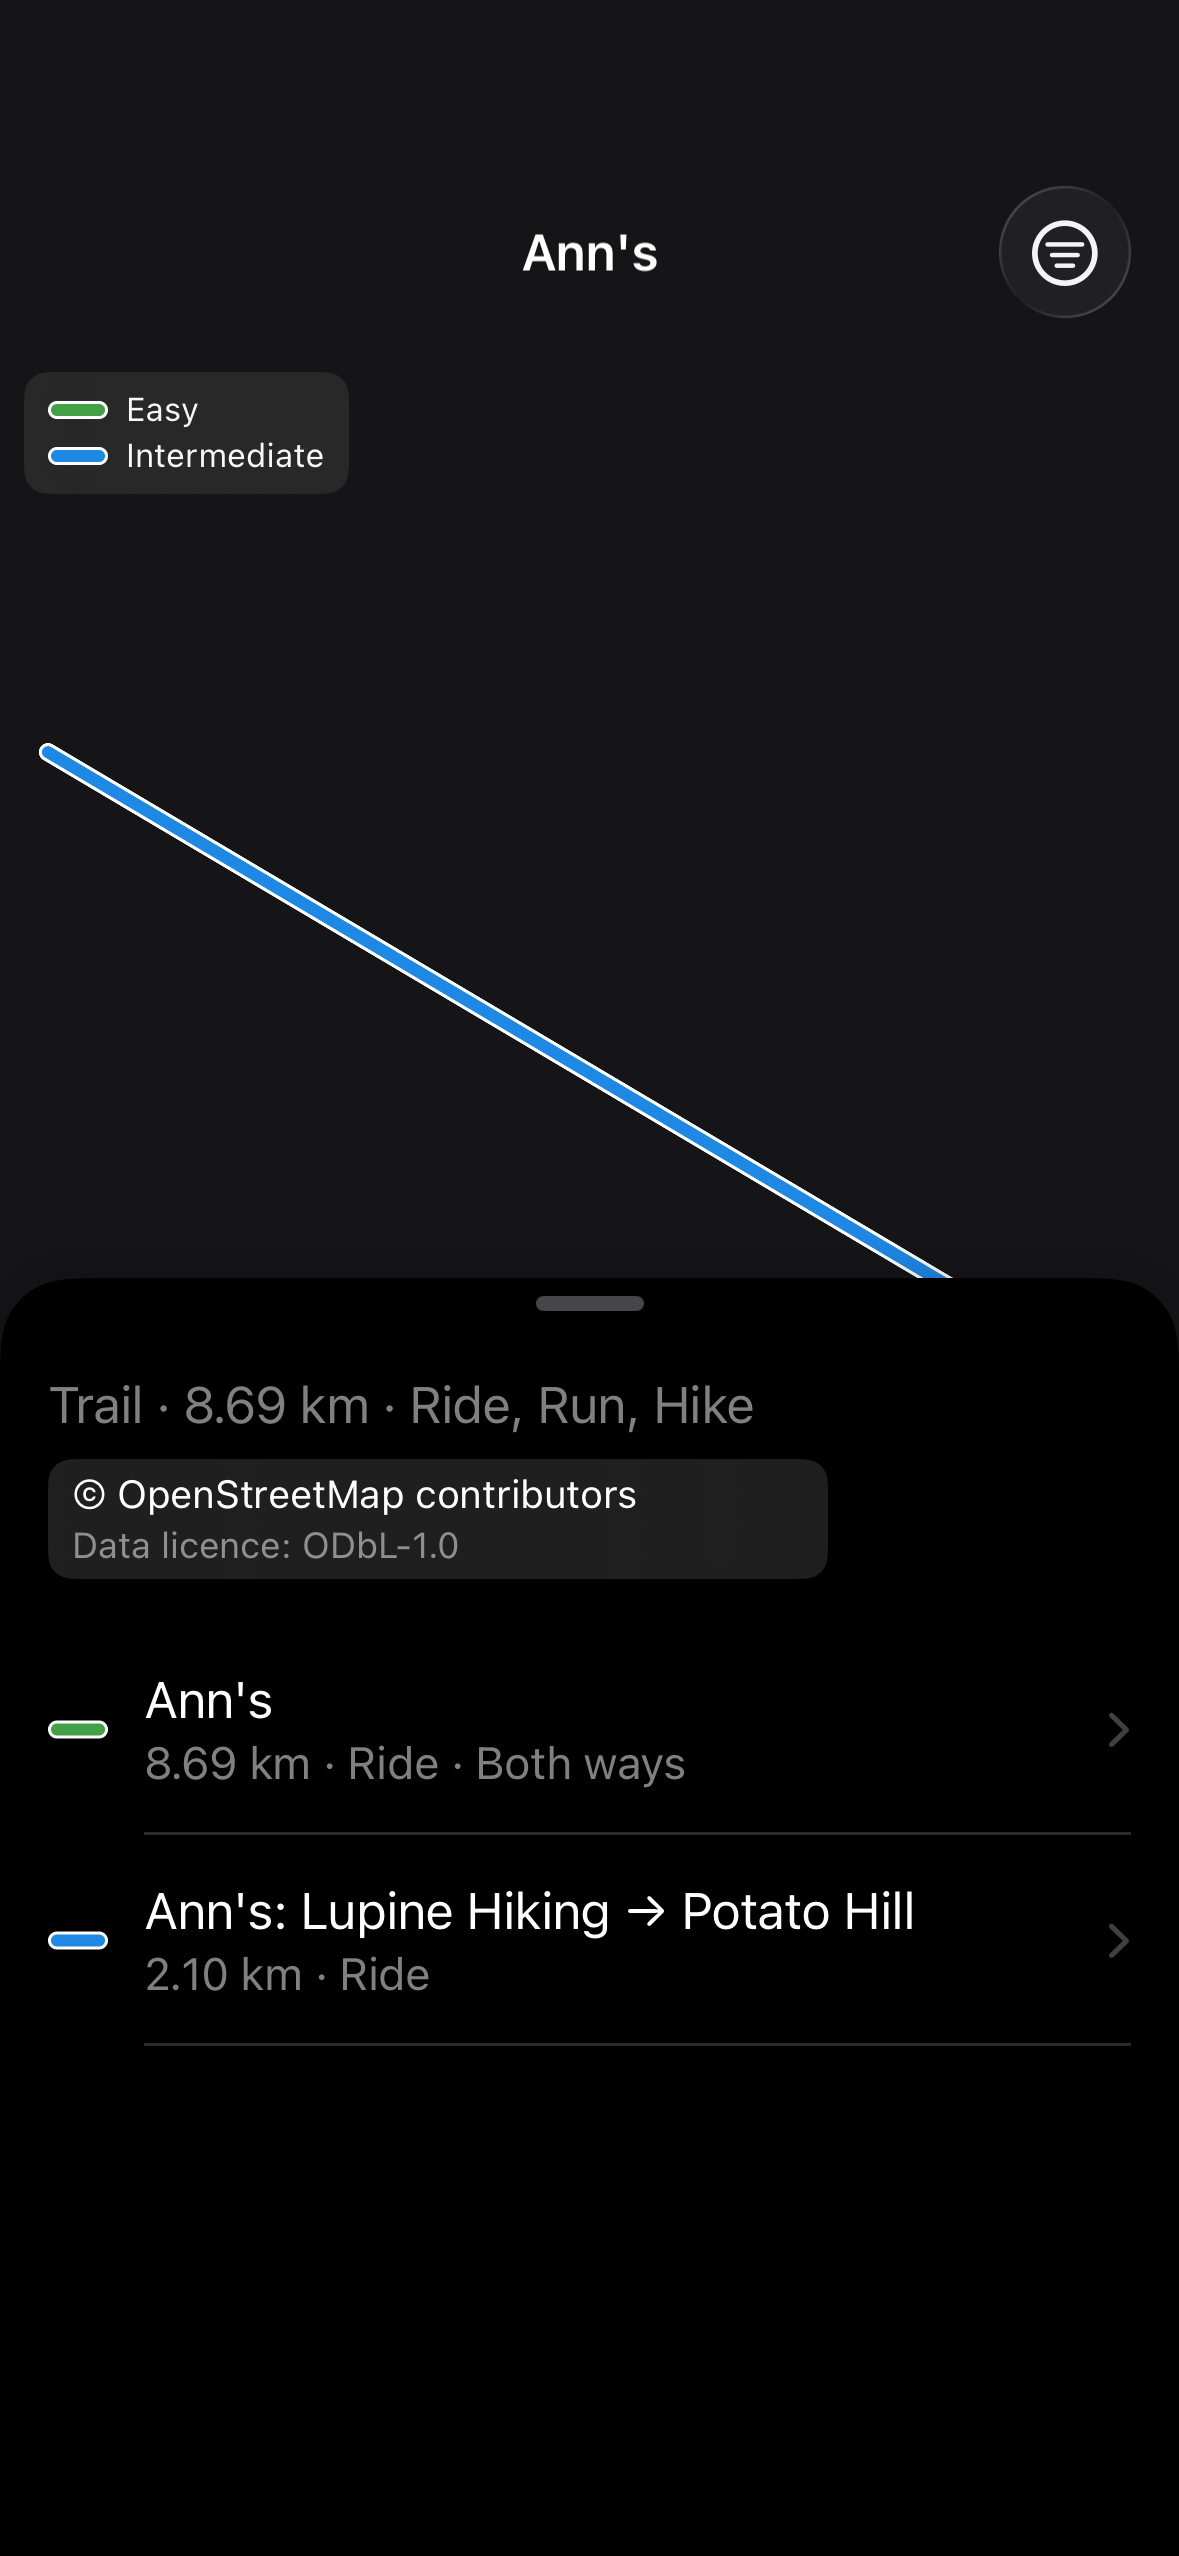 Ann's
Easy
Intermediate
Trail · 8.69 km · Ride, Run, Hike
© OpenStreetMap contributors
Data licence: ODbL-1.0
Ann's
8.69 km · Ride · Both ways
Ann's: Lupine Hiking → Potato Hill
2.10 km · Ride